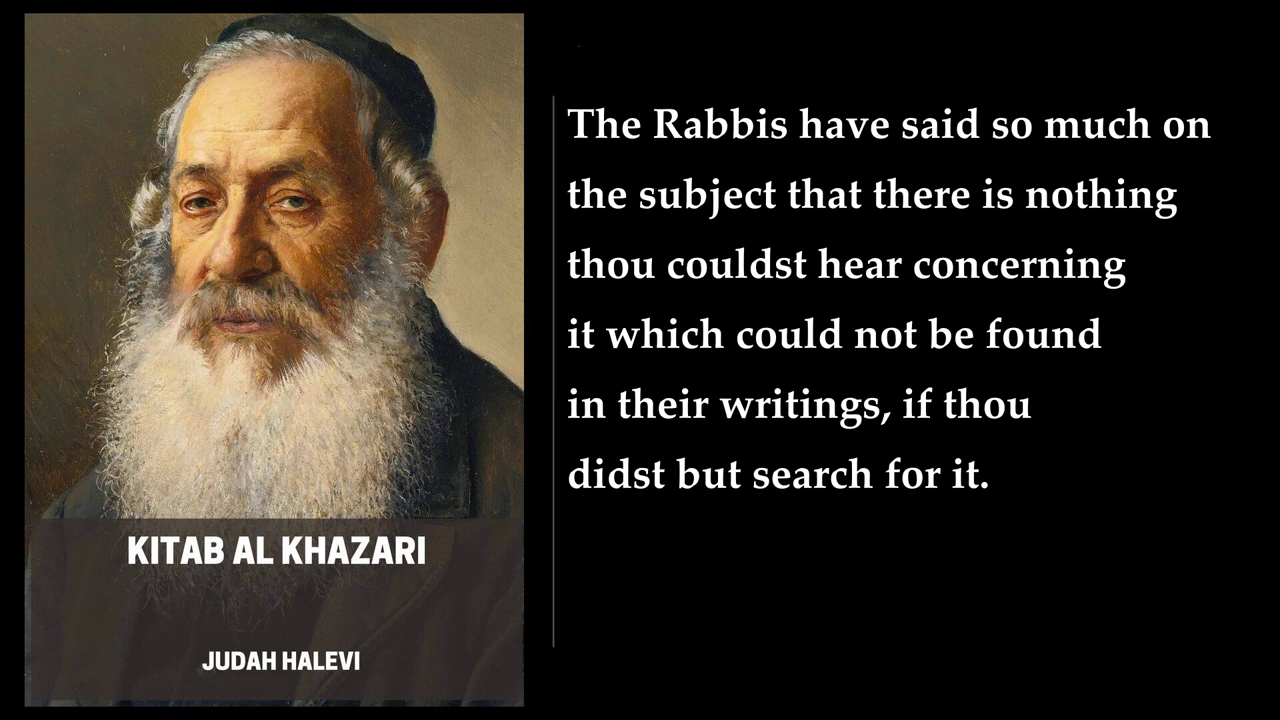 KITAB AL KHAZARI
JUDAH HALEVI
The Rabbis have said so much on
the subject that there is nothing
thou couldst hear concerning
it which could not be found
in their writings, if thou
didst but search for it.